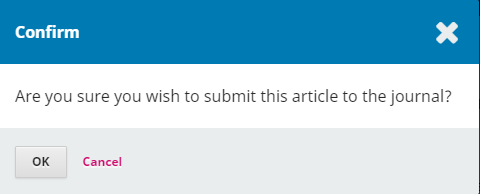 Confirm
Are you sure you wish to submit this article to the journal?
OK
Cancel